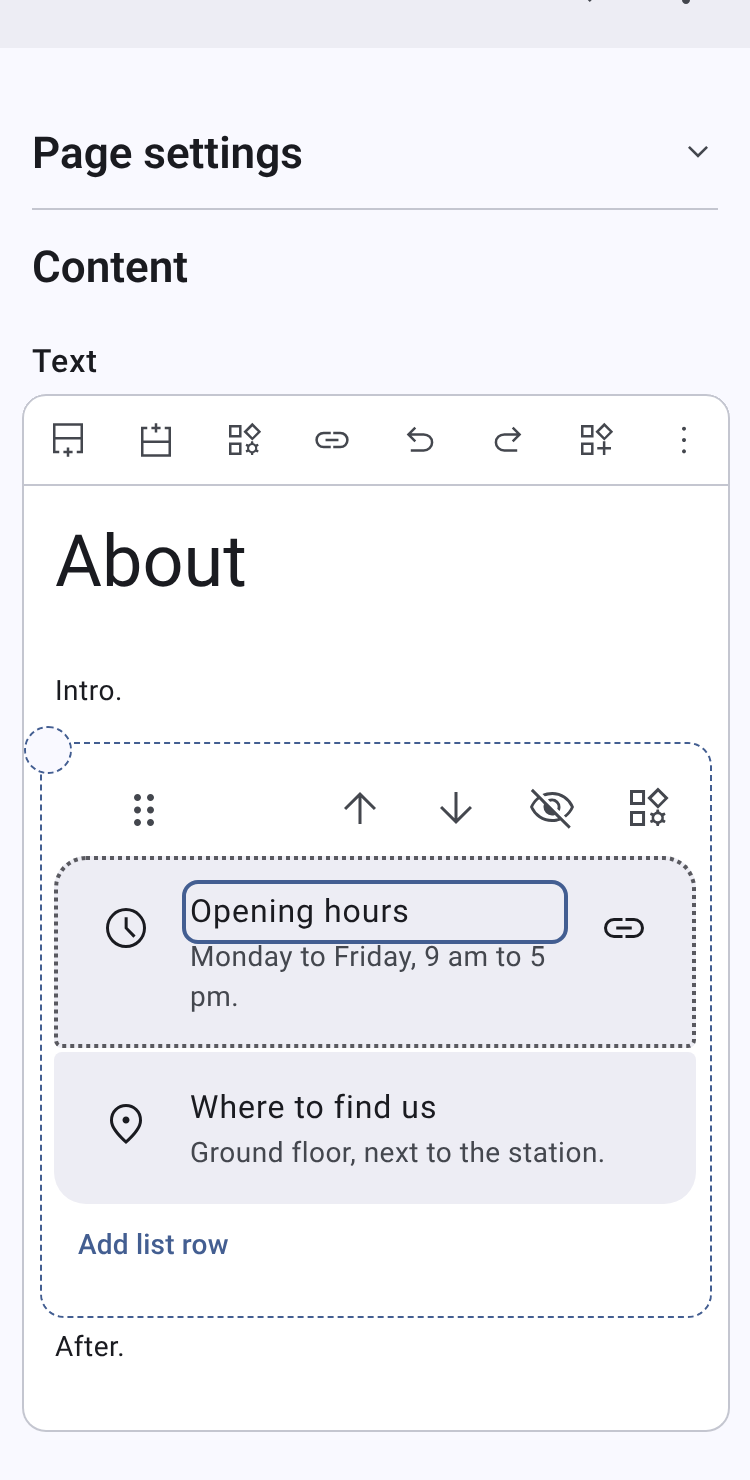 Page settings
Content
Text
About
Intro.
Opening hours
Monday to Friday, 9 am to 5
pm.
Where to find us
Ground floor, next to the station.
Add list row
After.